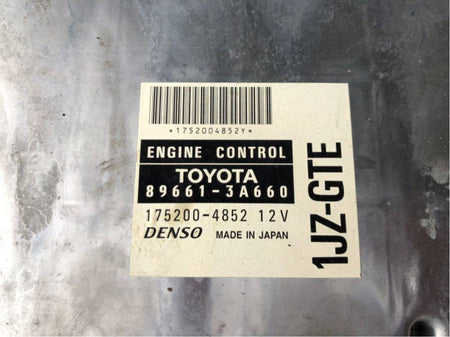 *1752004852Y*
ENGINE CONTROL
TOYOTA
89661-3A660
175200-4852 12V
DENSO MADE IN JAPAN
1JZ-GTE